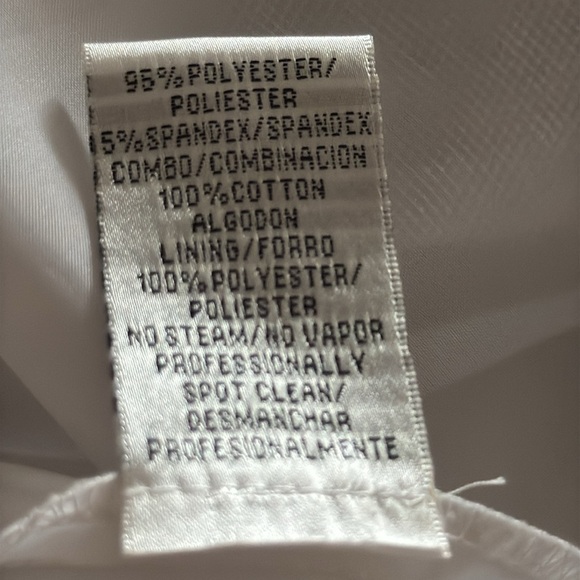 95%POLYESTER/
POLIESTER
5%SPANDEX/SPANDEX
COMBO/COMBINACION
100%COTTON
ALGODON
LINING/FORRO
100%POLYESTER/
POLIESTER
NO STEAM/NO VAPOR
PROFESSIONALLY
SPOT CLEAN/
DESMANCHAR
PROFESIONALMENTE